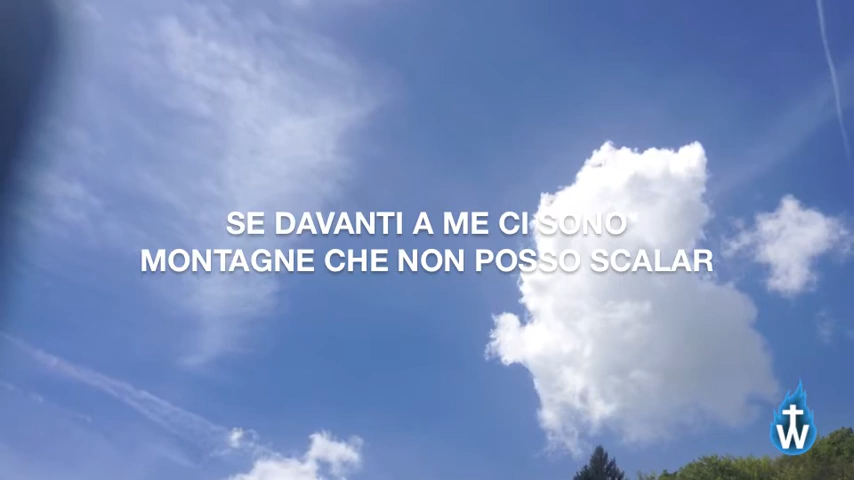 SE DAVANTI A ME CI SONO
MONTAGNE CHE NON POSSO SCALAR
W